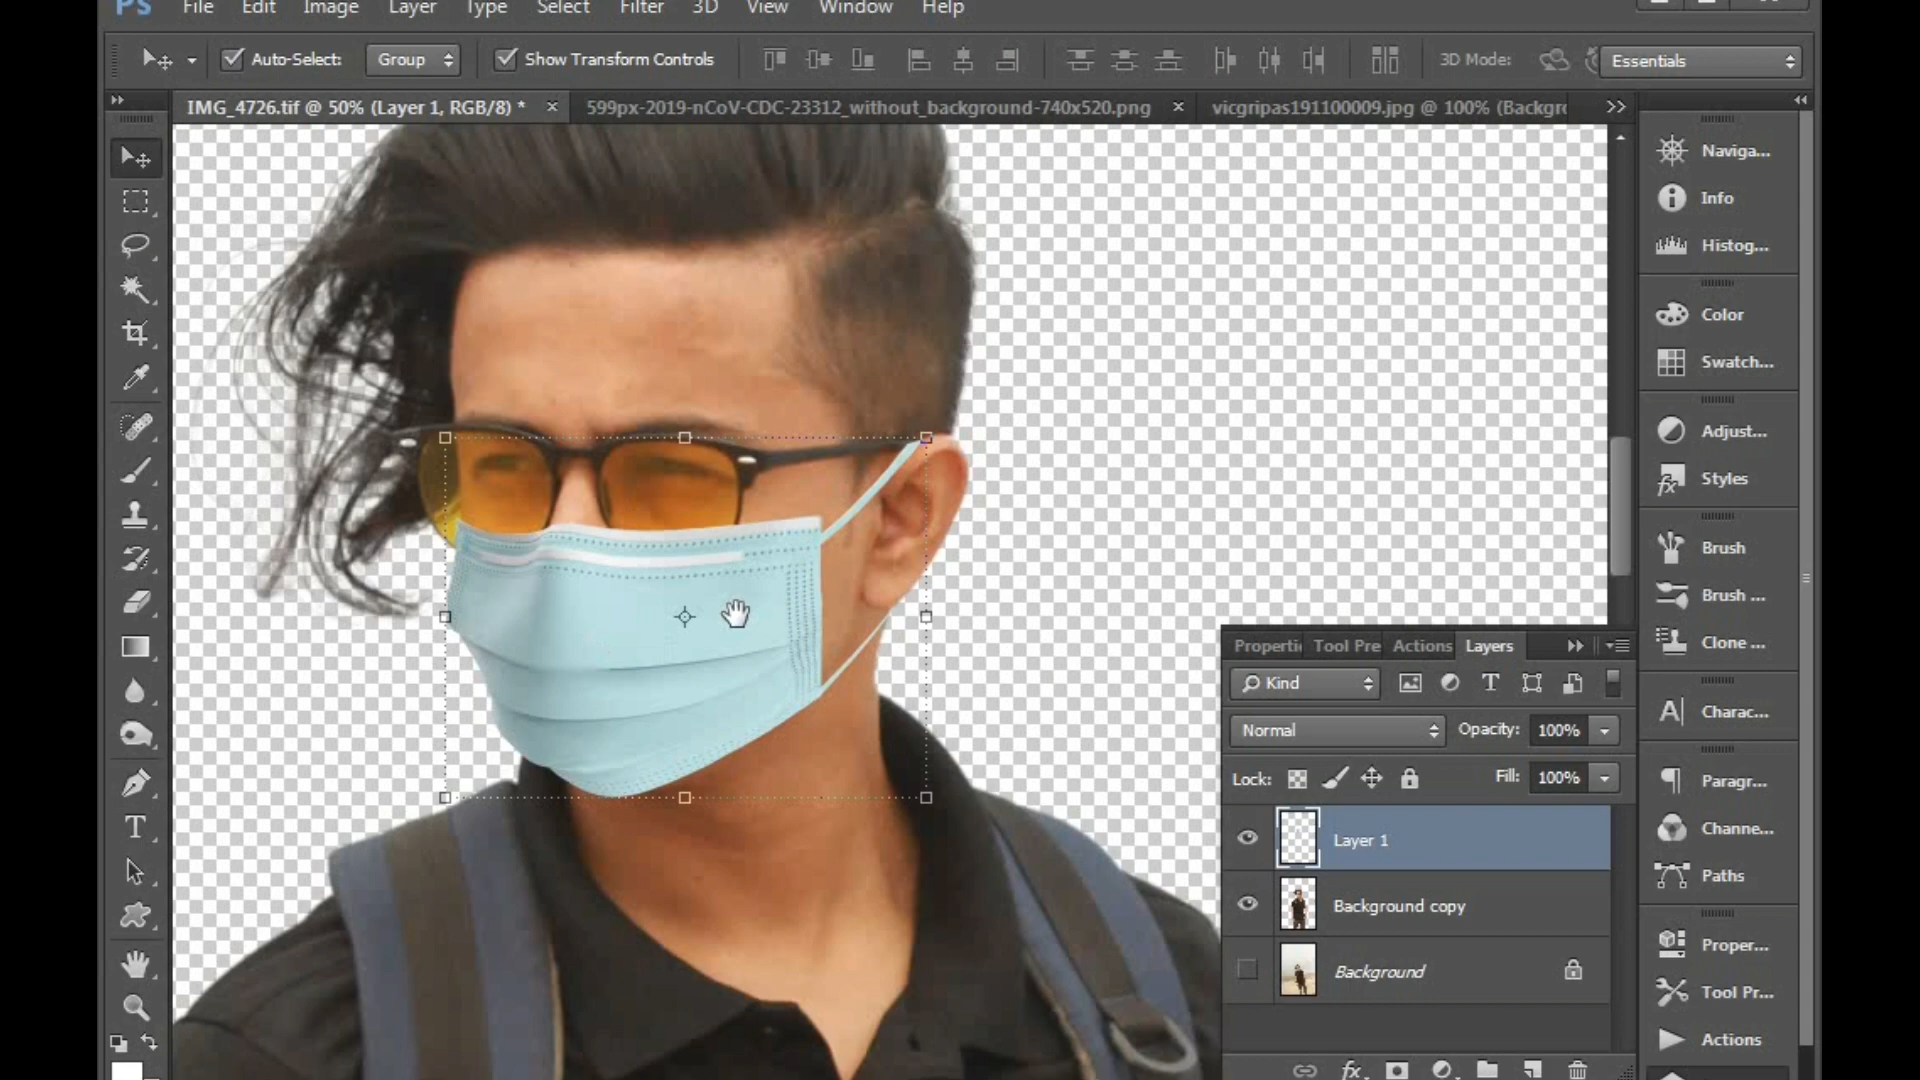 Ps File Edit Image Layer Type Select Filter 3D View Window Help
Auto-Select: Group Show Transform Controls 3D Mode: Essentials
IMG_4726.tif @ 50% (Layer 1, RGB/8) * × 599px-2019-nCoV-CDC-23312_without_background-740x520.png × vicgripas191100009.jpg @ 100% (Backgro
Naviga...
Info
Histog...
Color
Swatch...
Adjust...
Styles
Brush
Brush ...
Clone ...
Charac...
Paragr...
Channe...
Paths
Proper...
Tool Pr...
Actions
Properti Tool Pre Actions Layers
Kind
Normal Opacity: 100%
Lock: Fill: 100%
Layer 1
Background copy
Background